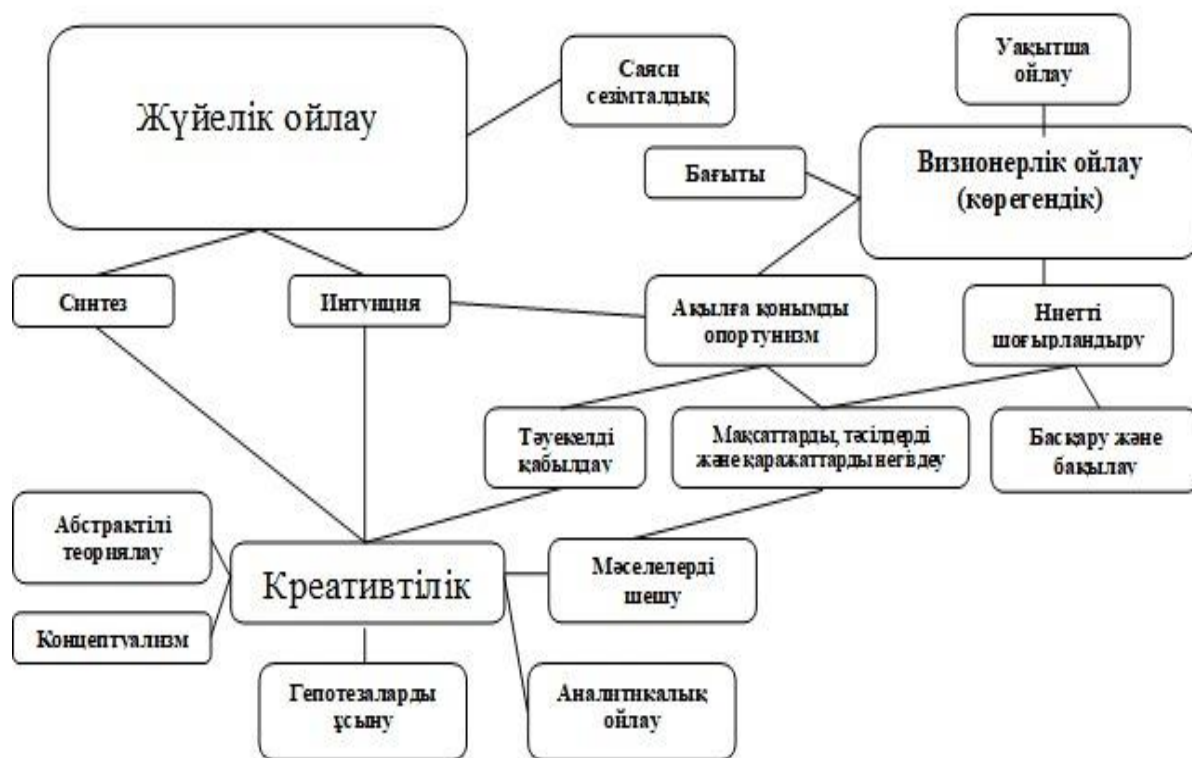 Жүйелік ойлау
Саяси
сезімталдық
Уақытша
ойлау
Бағыты
Визионерлік ойлау
(көрегендік)
Синтез
Интуиция
Ақылға қонымды
опортунизм
Ниетті
шоғырландыру
Тәуекелді
қабылдау
Мақсаттарды, тәсілдерді
және қаражаттарды негіздеу
Басқару және
бақылау
Абстрактілі
теориялау
Креативтілік
Мәселелерді
шешу
Концептуализм
Гепотезаларды
ұсыну
Аналитикалық
ойлау